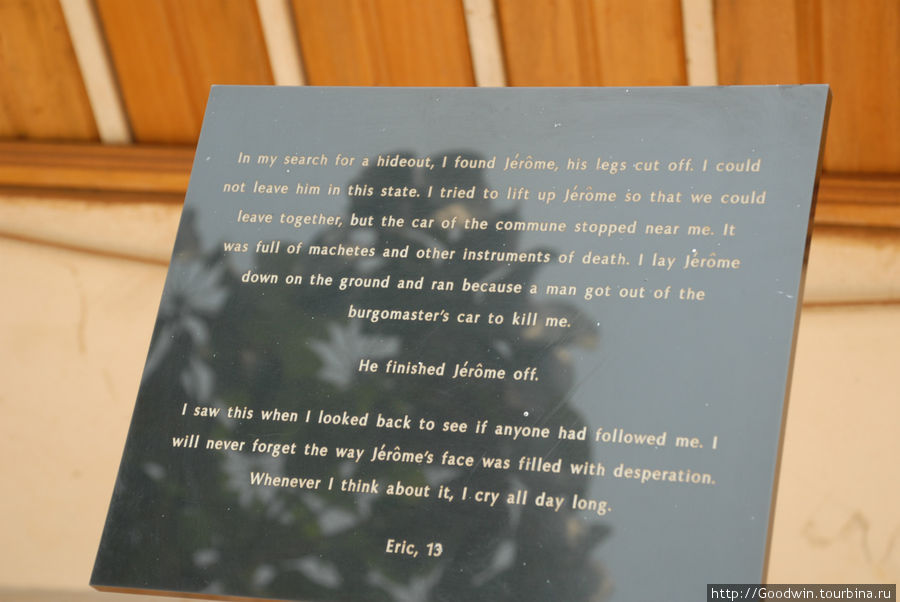 In my search for a hideout, I found Jérôme, his legs cut off. I could
not leave him in this state. I tried to lift up Jérôme so that we could
leave together, but the car of the commune stopped near me. It
was full of machetes and other instruments of death. I lay Jérôme
down on the ground and ran because a man got out of the
burgomaster's car to kill me.
He finished Jérôme off.
I saw this when I looked back to see if anyone had followed me. I
will never forget the way Jérôme's face was filled with desperation.
Whenever I think about it, I cry all day long.
Eric, 13
http://Goodwin.tourbina.ru